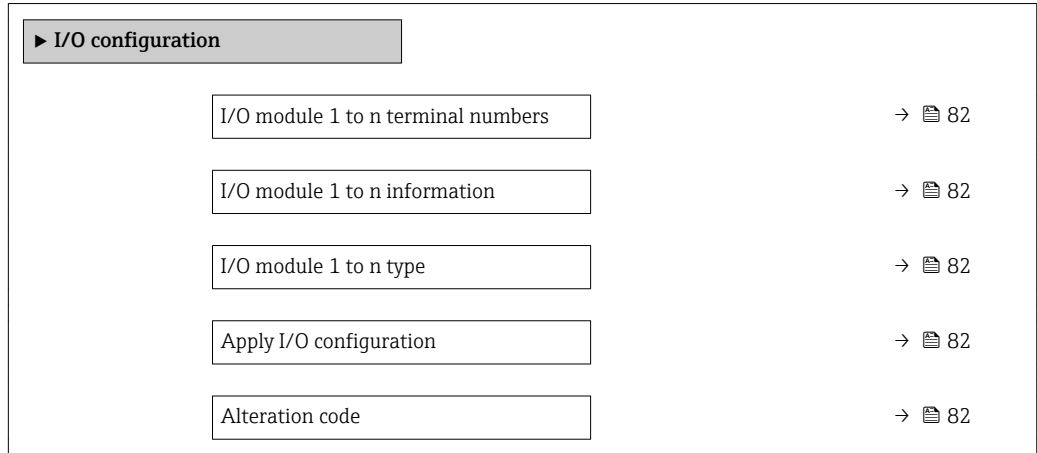 ► I/O configuration
I/O module 1 to n terminal numbers → 🖹 82
I/O module 1 to n information → 🖹 82
I/O module 1 to n type → 🖹 82
Apply I/O configuration → 🖹 82
Alteration code → 🖹 82